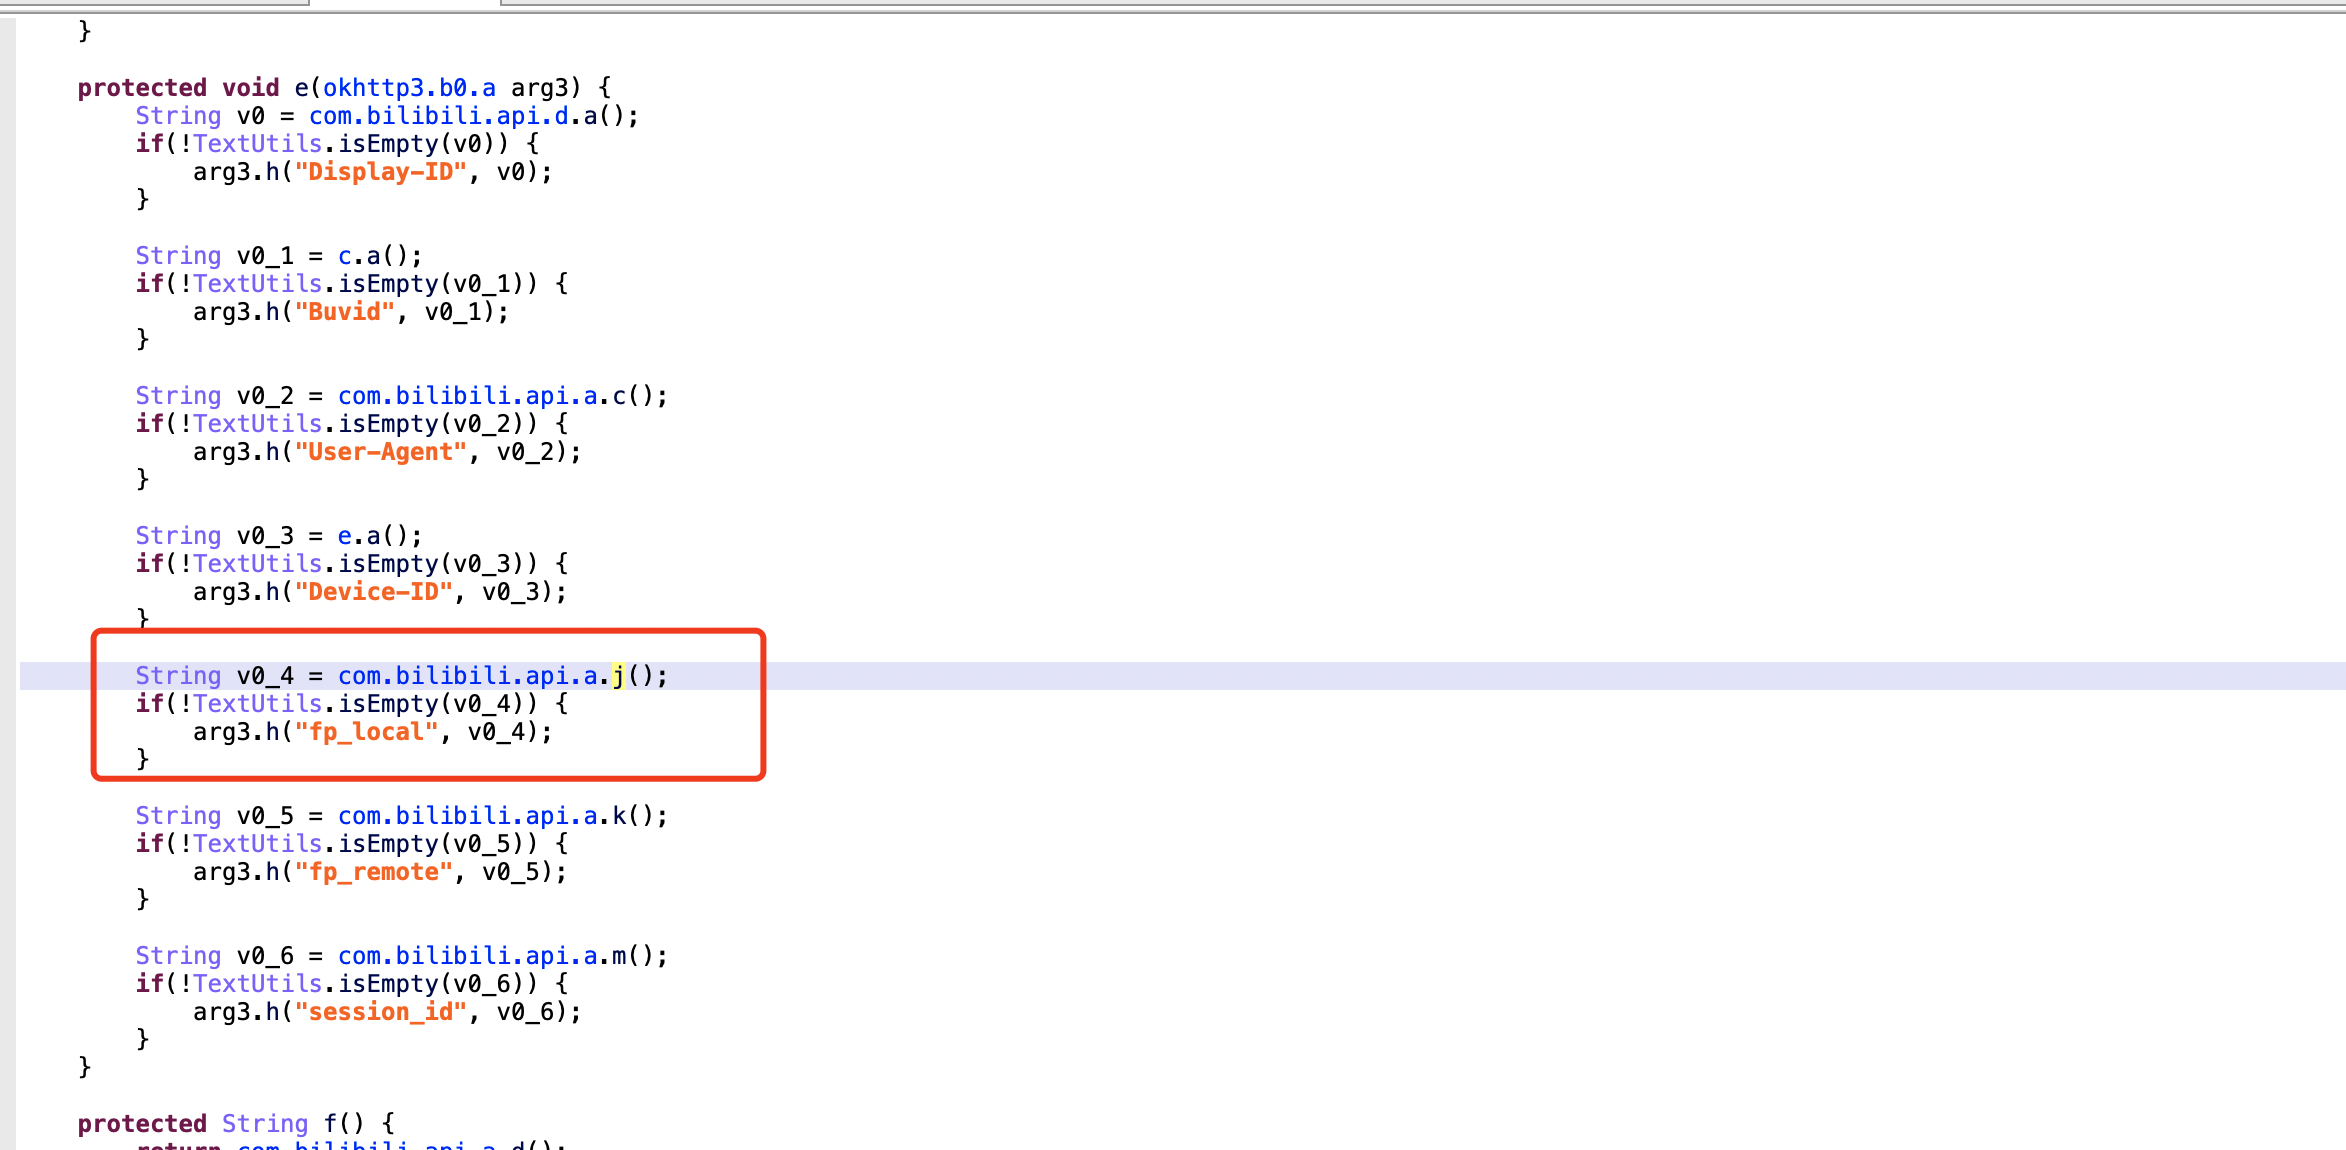 }
protected void e(okhttp3.b0.a arg3) {
String v0 = com.bilibili.api.d.a();
if(!TextUtils.isEmpty(v0)) {
arg3.h("Display-ID", v0);
}
String v0_1 = c.a();
if(!TextUtils.isEmpty(v0_1)) {
arg3.h("Buvid", v0_1);
}
String v0_2 = com.bilibili.api.a.c();
if(!TextUtils.isEmpty(v0_2)) {
arg3.h("User-Agent", v0_2);
}
String v0_3 = e.a();
if(!TextUtils.isEmpty(v0_3)) {
arg3.h("Device-ID", v0_3);
}
String v0_4 = com.bilibili.api.a.j();
if(!TextUtils.isEmpty(v0_4)) {
arg3.h("fp_local", v0_4);
}
String v0_5 = com.bilibili.api.a.k();
if(!TextUtils.isEmpty(v0_5)) {
arg3.h("fp_remote", v0_5);
}
String v0_6 = com.bilibili.api.a.m();
if(!TextUtils.isEmpty(v0_6)) {
arg3.h("session_id", v0_6);
}
}
protected String f() {
return com.bilibili.api.a.d();